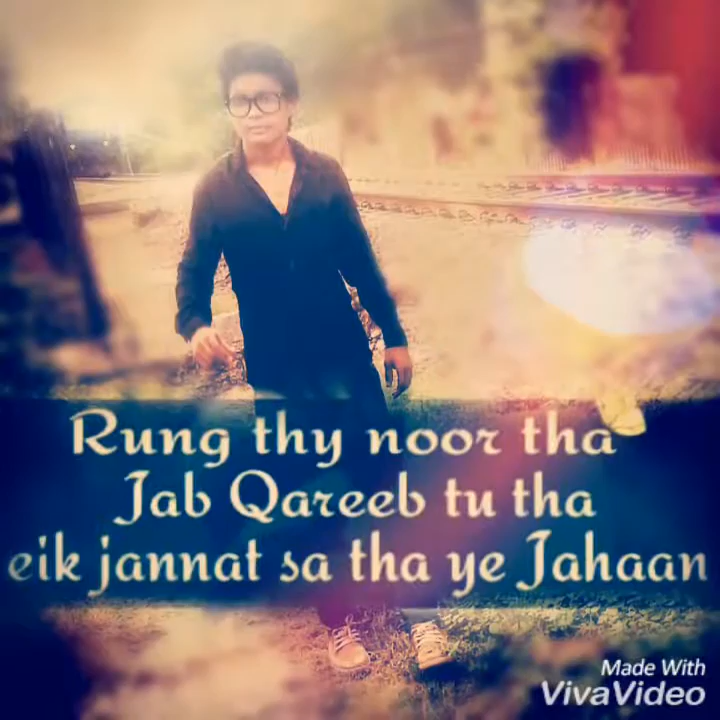 Rung thy noor tha
Jab Qareeb tu tha
eik jannat sa tha ye Jahaan
Made With
VivaVideo